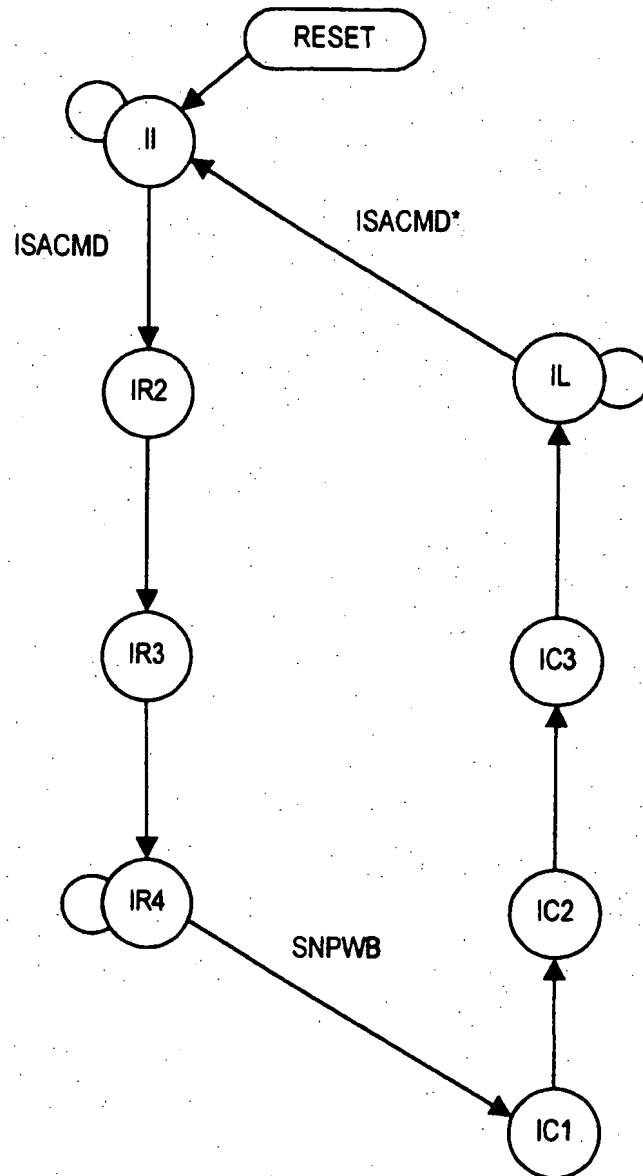 RESET
II
ISACMD*
ISACMD
IL
IR2
IR3
IC3
IR4
IC2
SNPWB
IC1